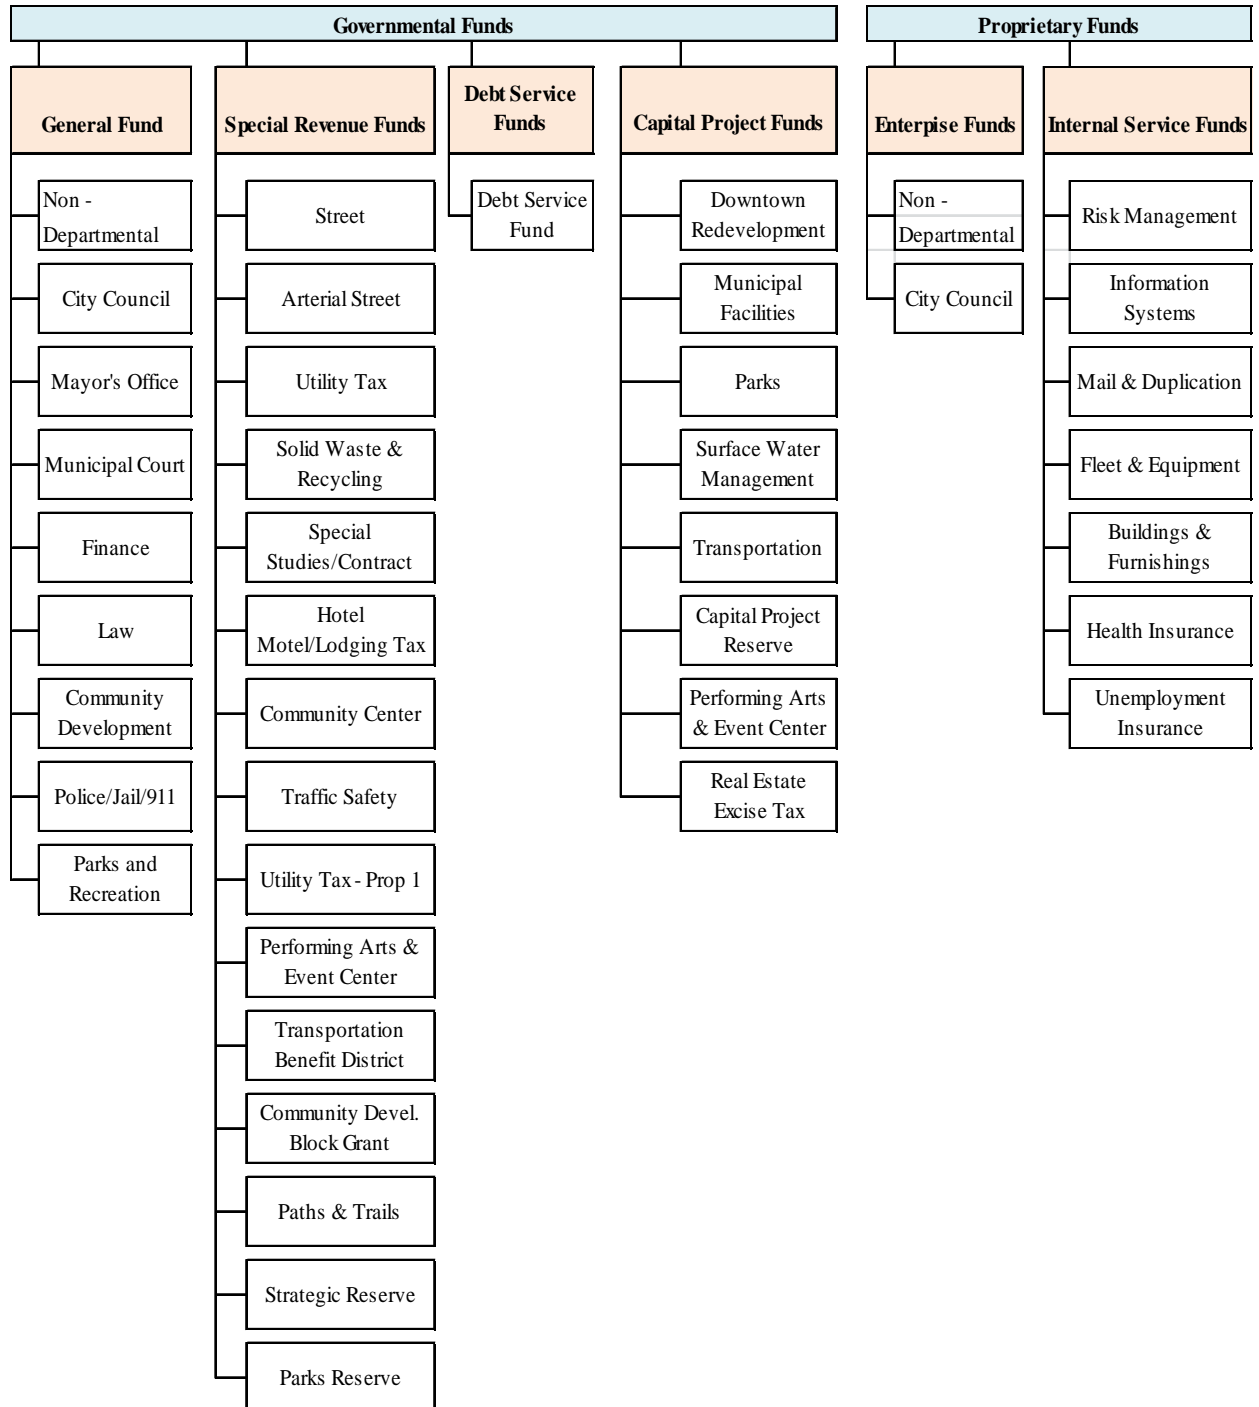 Governmental Funds
Proprietary Funds
General Fund
Special Revenue Funds
Debt Service
Funds
Capital Project Funds
Enterpise Funds
Internal Service Funds
Non -
Departmental
City Council
Mayor's Office
Municipal Court
Finance
Law
Community
Development
Police/Jail/911
Parks and
Recreation
Street
Arterial Street
Utility Tax
Solid Waste &
Recycling
Special
Studies/Contract
Hotel
Motel/Lodging Tax
Community Center
Traffic Safety
Utility Tax - Prop 1
Performing Arts &
Event Center
Transportation
Benefit District
Community Devel.
Block Grant
Paths & Trails
Strategic Reserve
Parks Reserve
Debt Service
Fund
Downtown
Redevelopment
Municipal
Facilities
Parks
Surface Water
Management
Transportation
Capital Project
Reserve
Performing Arts
& Event Center
Real Estate
Excise Tax
Non -
Departmental
City Council
Risk Management
Information
Systems
Mail & Duplication
Fleet & Equipment
Buildings &
Furnishings
Health Insurance
Unemployment
Insurance